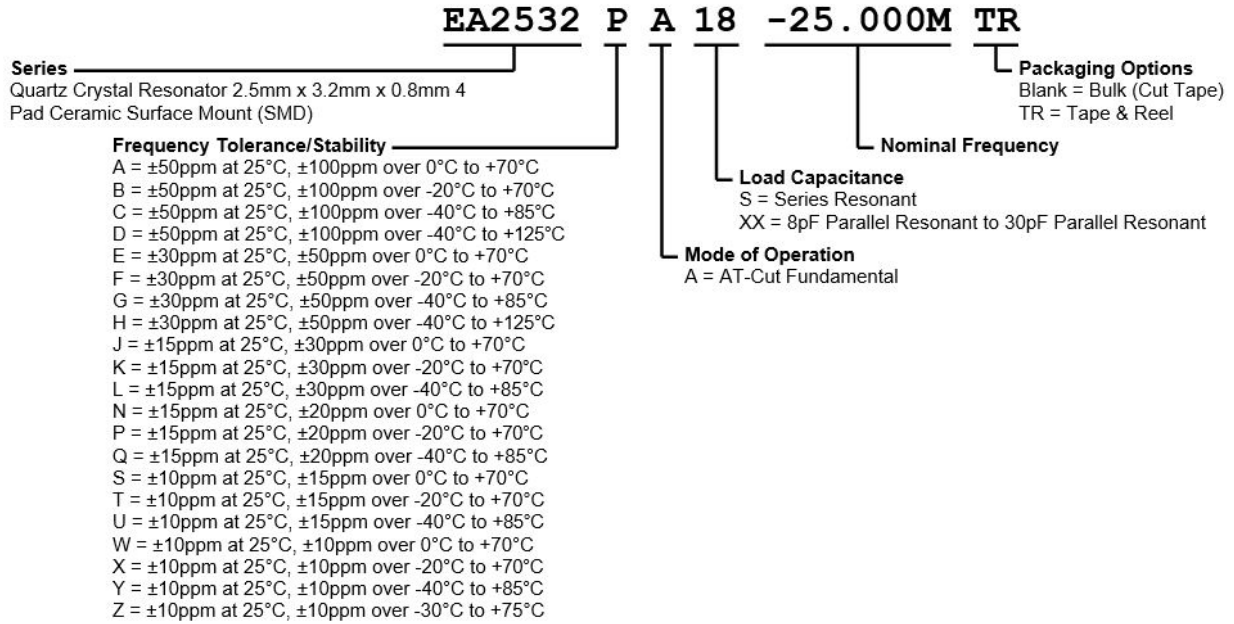 EA2532 P A 18 -25.000M TR
Series
Quartz Crystal Resonator 2.5mm x 3.2mm x 0.8mm 4
Pad Ceramic Surface Mount (SMD)
Packaging Options
Blank = Bulk (Cut Tape)
TR = Tape & Reel
Frequency Tolerance/Stability
A = ±50ppm at 25°C, ±100ppm over 0°C to +70°C
B = ±50ppm at 25°C, ±100ppm over -20°C to +70°C
C = ±50ppm at 25°C, ±100ppm over -40°C to +85°C
D = ±50ppm at 25°C, ±100ppm over -40°C to +125°C
E = ±30ppm at 25°C, ±50ppm over 0°C to +70°C
F = ±30ppm at 25°C, ±50ppm over -20°C to +70°C
G = ±30ppm at 25°C, ±50ppm over -40°C to +85°C
H = ±30ppm at 25°C, ±50ppm over -40°C to +125°C
J = ±15ppm at 25°C, ±30ppm over 0°C to +70°C
K = ±15ppm at 25°C, ±30ppm over -20°C to +70°C
L = ±15ppm at 25°C, ±30ppm over -40°C to +85°C
N = ±15ppm at 25°C, ±20ppm over 0°C to +70°C
P = ±15ppm at 25°C, ±20ppm over -20°C to +70°C
Q = ±15ppm at 25°C, ±20ppm over -40°C to +85°C
S = ±10ppm at 25°C, ±15ppm over 0°C to +70°C
T = ±10ppm at 25°C, ±15ppm over -20°C to +70°C
U = ±10ppm at 25°C, ±15ppm over -40°C to +85°C
W = ±10ppm at 25°C, ±10ppm over 0°C to +70°C
X = ±10ppm at 25°C, ±10ppm over -20°C to +70°C
Y = ±10ppm at 25°C, ±10ppm over -40°C to +85°C
Z = ±10ppm at 25°C, ±10ppm over -30°C to +75°C
Nominal Frequency
Load Capacitance
S = Series Resonant
XX = 8pF Parallel Resonant to 30pF Parallel Resonant
Mode of Operation
A = AT-Cut Fundamental